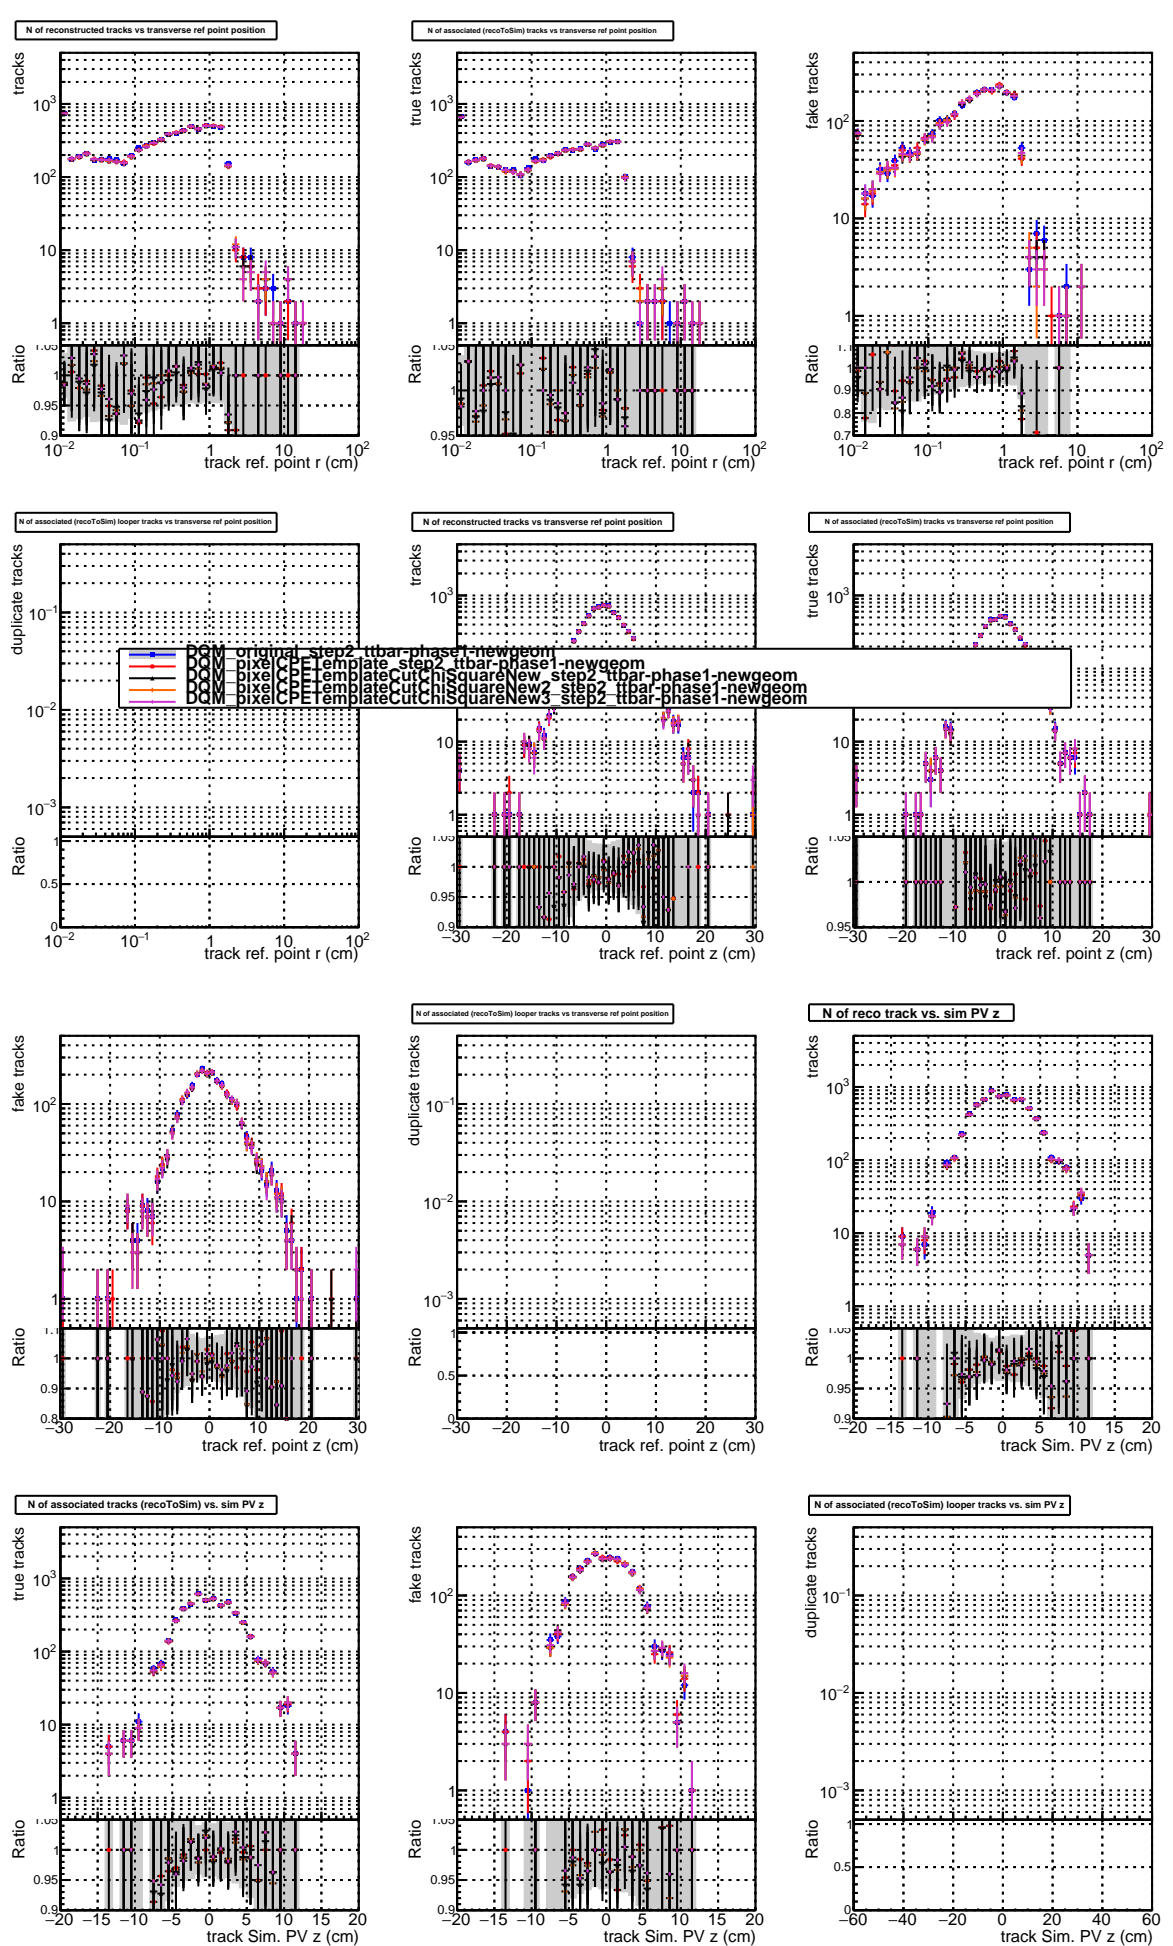 N of reconstructed tracks vs transverse ref point position
N of associated (recoToSim) tracks vs transverse ref point position
tracks
true tracks
fake tracks
10³
10²
10
1
10³
10²
10
1
10²
10
1
Ratio
1.05
1
0.95
0.9
Ratio
1.05
1
0.95
Ratio
1.1
1
0.9
0.8
0.7
10⁻² 10⁻¹ 1 10 10²
10⁻² 10⁻¹ 1 10 10²
10⁻² 10⁻¹ 1 10 10²
track ref. point r (cm)
track ref. point r (cm)
track ref. point r (cm)
N of associated (recoToSim) looper tracks vs transverse ref point position
N of reconstructed tracks vs transverse ref point position
N of associated (recoToSim) tracks vs transverse ref point position
duplicate tracks
tracks
true tracks
10⁻¹
10⁻²
10⁻³
10³
10
1
10³
10
1
DQM_original_step2_ttbar-phase1-newgeom
DQM_pixelCPETemplate_step2_ttbar-phase1-newgeom
DQM_pixelCPETemplateCutChiSquareNew_step2_ttbar-phase1-newgeom
DQM_pixelCPETemplateCutChiSquareNew2_step2_ttbar-phase1-newgeom
DQM_pixelCPETemplateCutChiSquareNew3_step2_ttbar-phase1-newgeom
Ratio
1
0.5
0
Ratio
1.05
1
0.95
0.9
Ratio
1.05
1
0.95
10⁻² 10⁻¹ 1 10 10²
−30 −20 −10 0 10 20 30
−30 −20 −10 0 10 20 30
track ref. point r (cm)
track ref. point z (cm)
track ref. point z (cm)
N of associated (recoToSim) looper tracks vs transverse ref point position
N of reco track vs. sim PV z
fake tracks
duplicate tracks
tracks
10²
10
1
10⁻¹
10⁻²
10⁻³
10³
10²
10
1
Ratio
1.1
1
0.9
0.8
Ratio
1
0.5
0
Ratio
1.05
1
0.95
0.9
−30 −20 −10 0 10 20 30
−30 −20 −10 0 10 20 30
−20 −15 −10 −5 0 5 10 15 20
track ref. point z (cm)
track ref. point z (cm)
track Sim. PV z (cm)
N of associated tracks (recoToSim) vs. sim PV z
N of associated (recoToSim) looper tracks vs. sim PV z
true tracks
fake tracks
duplicate tracks
10³
10²
10
1
10²
10
1
10⁻¹
10⁻²
10⁻³
Ratio
1.05
1
0.95
0.9
Ratio
1.05
1
0.95
0.9
Ratio
1
0.5
0
−20 −15 −10 −5 0 5 10 15 20
−20 −15 −10 −5 0 5 10 15 20
−60 −40 −20 0 20 40 60
track Sim. PV z (cm)
track Sim. PV z (cm)
track Sim. PV z (cm)